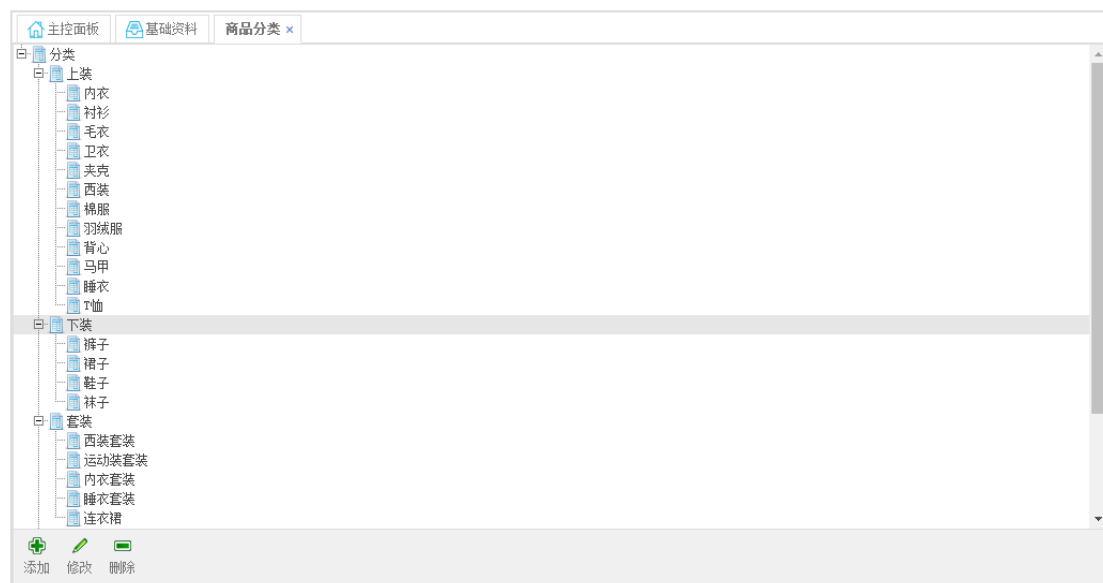 主控面板 基础资料 商品分类 ×
分类
上装
内衣
衬衫
毛衣
卫衣
夹克
西装
棉服
羽绒服
背心
马甲
睡衣
T恤
下装
裤子
裙子
鞋子
袜子
套装
西装套装
运动装套装
内衣套装
睡衣套装
连衣裙
添加 修改 删除